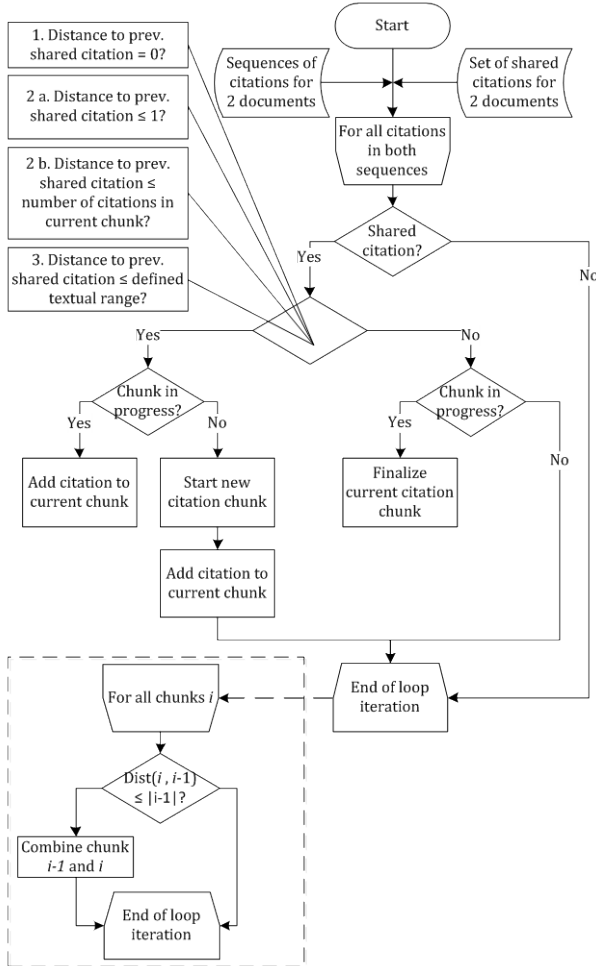 Start
1. Distance to prev.
shared citation = 0?
2 a. Distance to prev.
shared citation ≤ 1?
2 b. Distance to prev.
shared citation ≤
number of citations in
current chunk?
3. Distance to prev.
shared citation ≤ defined
textual range?
Sequences of
citations for
2 documents
Set of shared
citations for
2 documents
For all citations
in both
sequences
Shared
citation?
Yes
No
Yes
No
Chunk in
progress?
Yes
No
Chunk in
progress?
Yes
No
Add citation to
current chunk
Start new
citation chunk
Finalize
current citation
chunk
Add citation to
current chunk
End of loop
iteration
For all chunks i
Dist(i , i-1)
≤ |i-1|?
Combine chunk
i-1 and i
End of loop
iteration